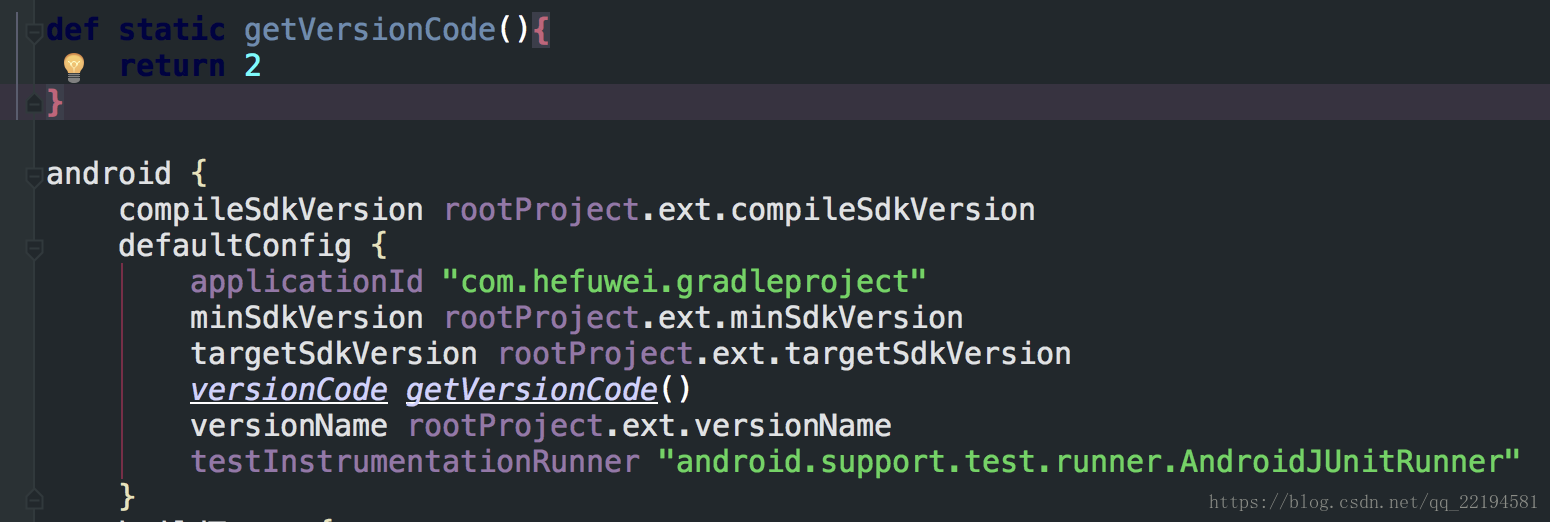 def static getVersionCode(){
    return 2
}
android {
    compileSdkVersion rootProject.ext.compileSdkVersion
    defaultConfig {
        applicationId "com.hefuwei.gradleproject"
        minSdkVersion rootProject.ext.minSdkVersion
        targetSdkVersion rootProject.ext.targetSdkVersion
        versionCode getVersionCode()
        versionName rootProject.ext.versionName
        testInstrumentationRunner "android.support.test.runner.AndroidJUnitRunner"
    }
https://blog.csdn.net/qq_22194581